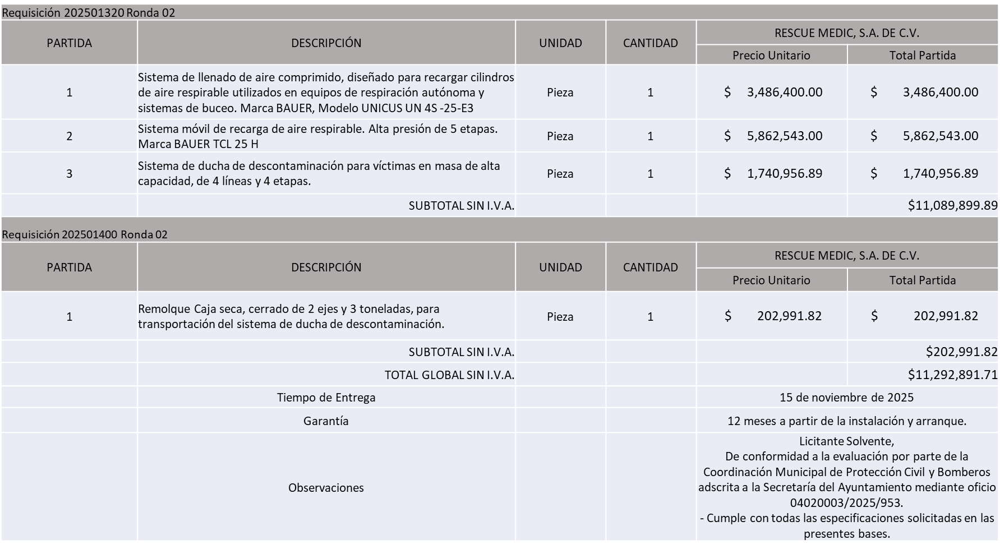 Requisición 202501320 Ronda 02
PARTIDA DESCRIPCIÓN UNIDAD CANTIDAD RESCUE MEDIC, S.A. DE C.V.
Precio Unitario Total Partida
1 Sistema de llenado de aire comprimido, diseñado para recargar cilindros
de aire respirable utilizados en equipos de respiración autónoma y
sistemas de buceo. Marca BAUER, Modelo UNICUS UN 4S -25-E3
Pieza 1 $ 3,486,400.00 $ 3,486,400.00
2 Sistema móvil de recarga de aire respirable. Alta presión de 5 etapas.
Marca BAUER TCL 25 H
Pieza 1 $ 5,862,543.00 $ 5,862,543.00
3 Sistema de ducha de descontaminación para víctimas en masa de alta
capacidad, de 4 líneas y 4 etapas.
Pieza 1 $ 1,740,956.89 $ 1,740,956.89
SUBTOTAL SIN I.V.A. $11,089,899.89
Requisición 202501400 Ronda 02
PARTIDA DESCRIPCIÓN UNIDAD CANTIDAD RESCUE MEDIC, S.A. DE C.V.
Precio Unitario Total Partida
1 Remolque Caja seca, cerrado de 2 ejes y 3 toneladas, para
transportación del sistema de ducha de descontaminación.
Pieza 1 $ 202,991.82 $ 202,991.82
SUBTOTAL SIN I.V.A. $202,991.82
TOTAL GLOBAL SIN I.V.A. $11,292,891.71
Tiempo de Entrega 15 de noviembre de 2025
Garantía 12 meses a partir de la instalación y arranque.
Observaciones
Licitante Solvente,
De conformidad a la evaluación por parte de la
Coordinación Municipal de Protección Civil y Bomberos
adscrita a la Secretaría del Ayuntamiento mediante oficio
04020003/2025/953.
- Cumple con todas las especificaciones solicitadas en las
presentes bases.